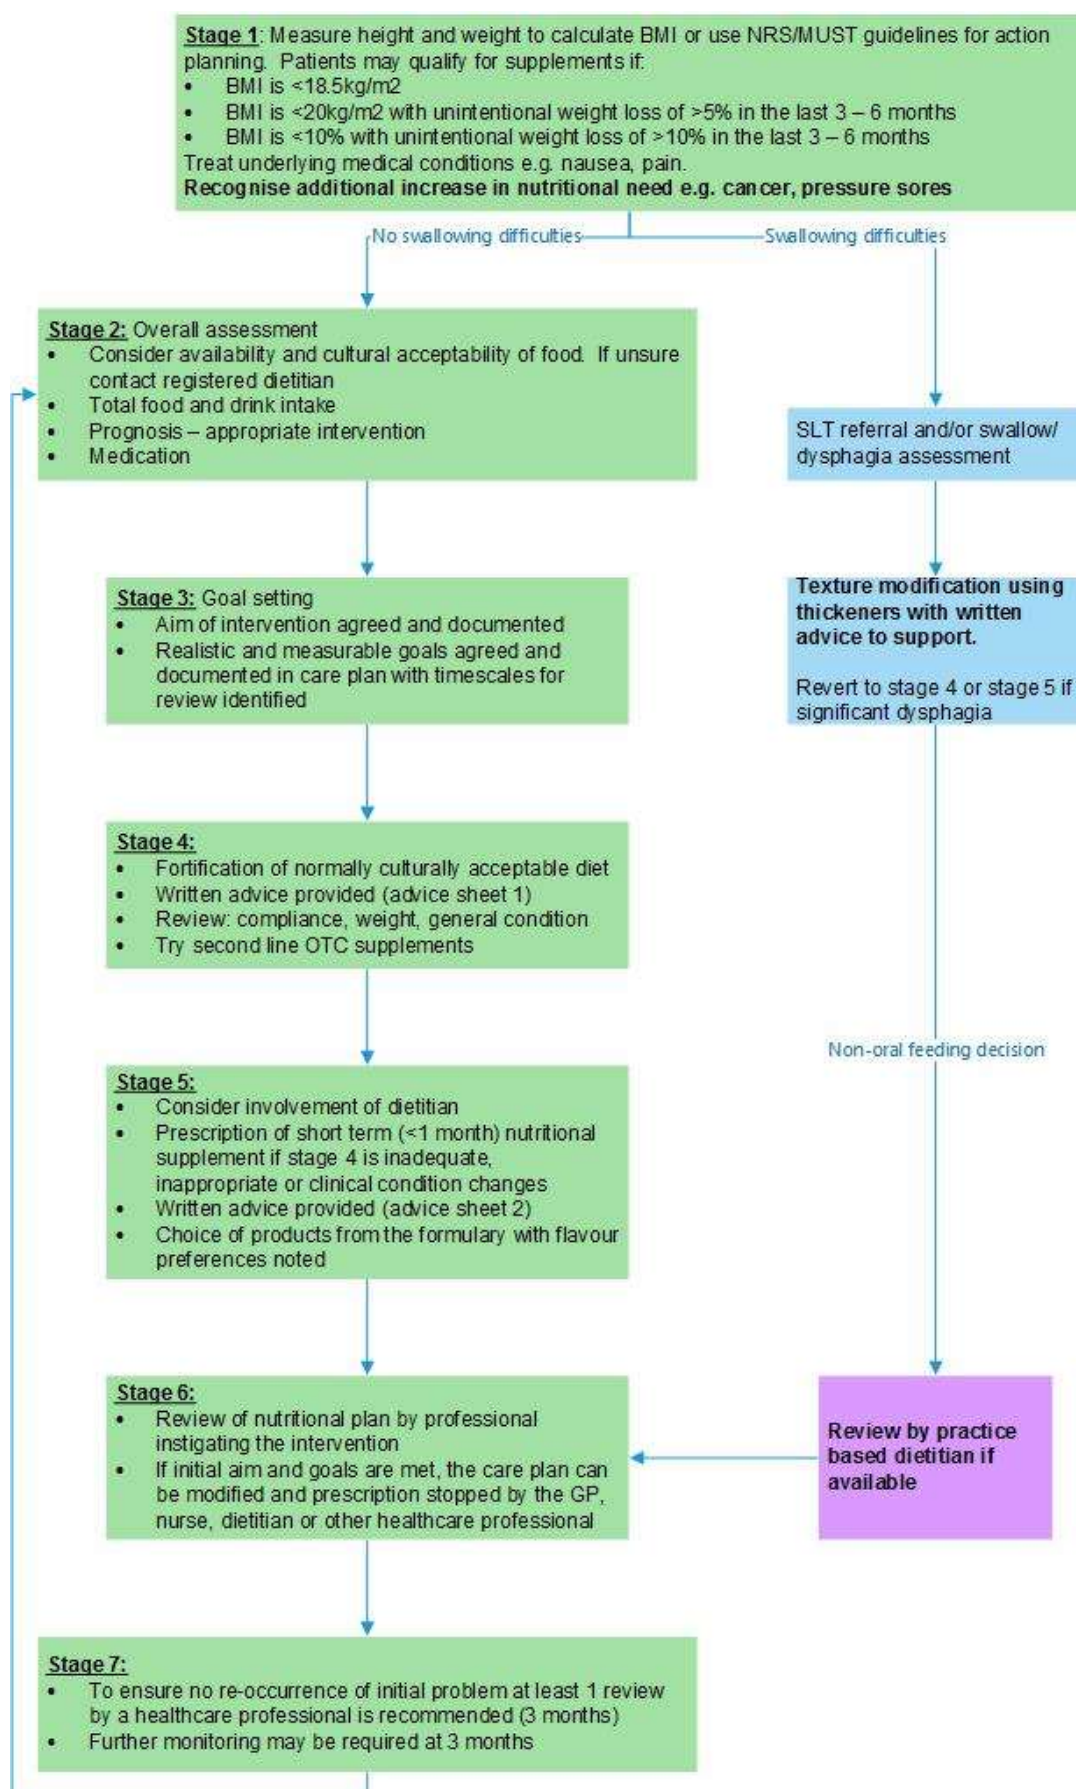 Stage 1: Measure height and weight to calculate BMI or use NRS/MUST guidelines for action
planning.  Patients may qualify for supplements if:
• BMI is <18.5kg/m2
• BMI is <20kg/m2 with unintentional weight loss of >5% in the last 3 – 6 months
• BMI is <10% with unintentional weight loss of >10% in the last 3 – 6 months
Treat underlying medical conditions e.g. nausea, pain.
Recognise additional increase in nutritional need e.g. cancer, pressure sores
No swallowing difficulties
Swallowing difficulties
Stage 2: Overall assessment
• Consider availability and cultural acceptability of food.  If unsure
contact registered dietitian
• Total food and drink intake
• Prognosis – appropriate intervention
• Medication
SLT referral and/or swallow/
dysphagia assessment
Stage 3: Goal setting
• Aim of intervention agreed and documented
• Realistic and measurable goals agreed and
documented in care plan with timescales for
review identified
Texture modification using
thickeners with written
advice to support.
Revert to stage 4 or stage 5 if
significant dysphagia
Stage 4:
• Fortification of normally culturally acceptable diet
• Written advice provided (advice sheet 1)
• Review: compliance, weight, general condition
• Try second line OTC supplements
Non-oral feeding decision
Stage 5:
• Consider involvement of dietitian
• Prescription of short term (<1 month) nutritional
supplement if stage 4 is inadequate,
inappropriate or clinical condition changes
• Written advice provided (advice sheet 2)
• Choice of products from the formulary with flavour
preferences noted
Stage 6:
• Review of nutritional plan by professional
instigating the intervention
• If initial aim and goals are met, the care plan can
be modified and prescription stopped by the GP,
nurse, dietitian or other healthcare professional
Review by practice
based dietitian if
available
Stage 7:
• To ensure no re-occurrence of initial problem at least 1 review
by a healthcare professional is recommended (3 months)
• Further monitoring may be required at 3 months